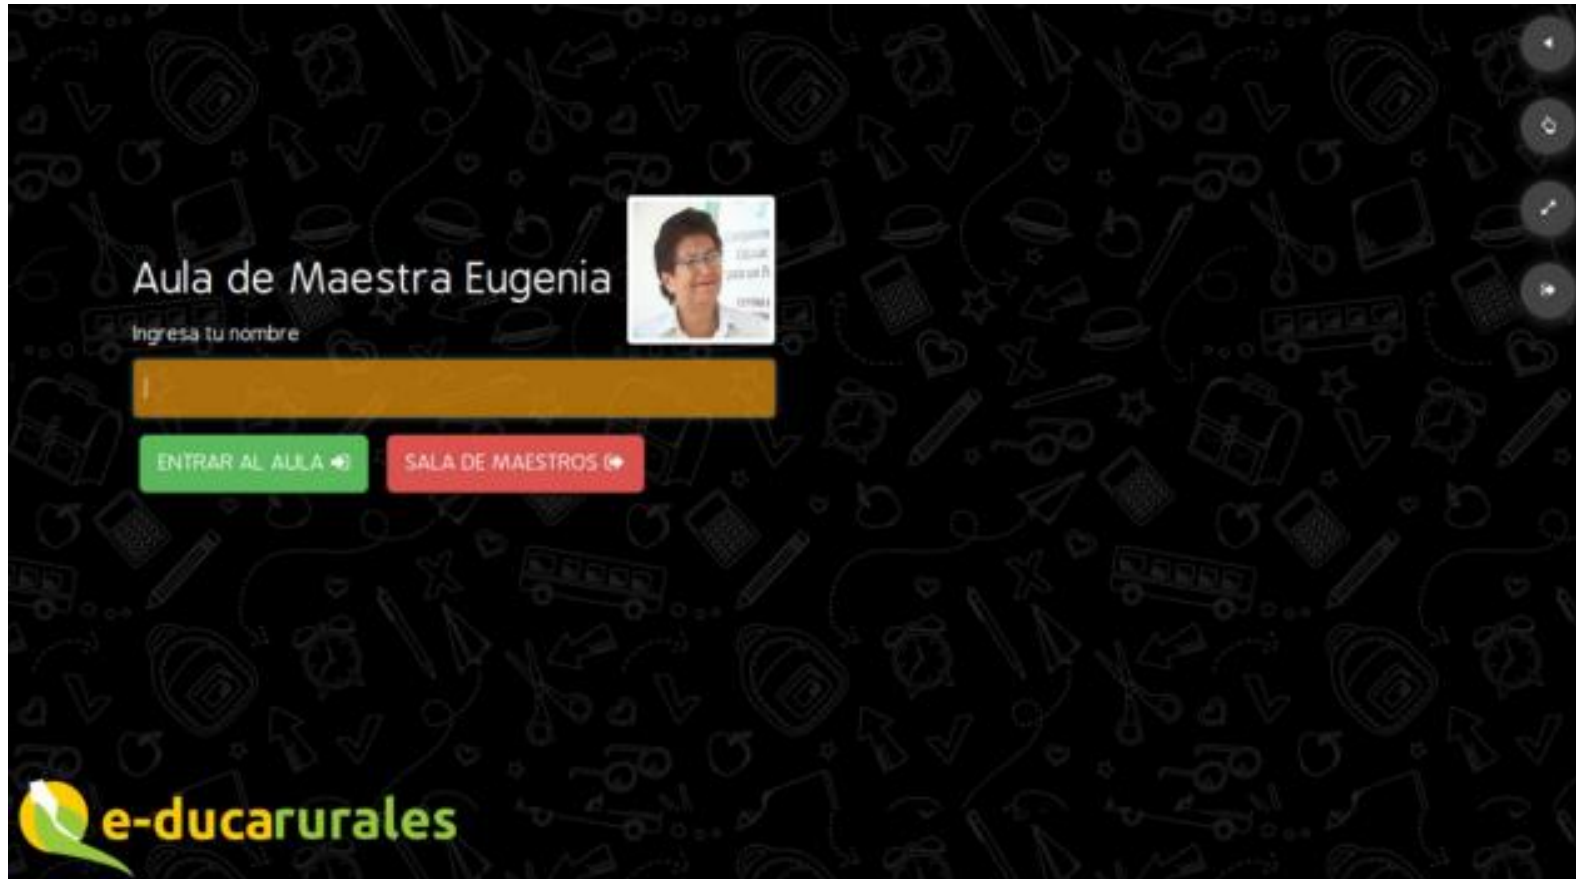 Aula de Maestra Eugenia
Ingresa tu nombre
ENTRAR AL AULA
SALA DE MAESTROS
e-ducarurales